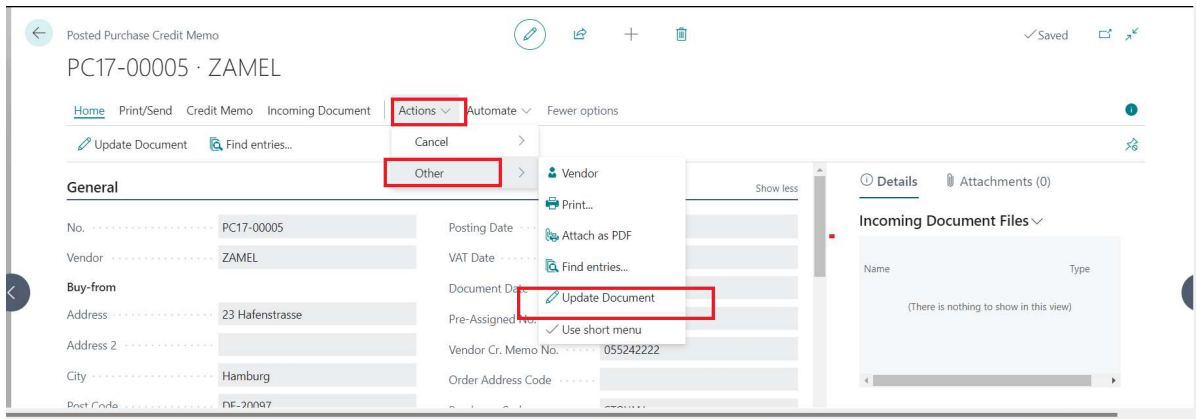 Posted Purchase Credit Memo
Saved
PC17-00005 · ZAMEL
Home Print/Send Credit Memo Incoming Document Actions Automate Fewer options
Update Document Find entries...
Cancel
Other
Vendor
Print...
Attach as PDF
Find entries...
Update Document
Use short menu
General
Show less
No. PC17-00005
Vendor ZAMEL
Buy-from
Address 23 Hafenstrasse
Address 2
City Hamburg
Post Code DE-20097
Posting Date
VAT Date
Document Date
Pre-Assigned No.
Vendor Cr. Memo No. 055242222
Order Address Code
Details Attachments (0)
Incoming Document Files
Name Type
(There is nothing to show in this view)